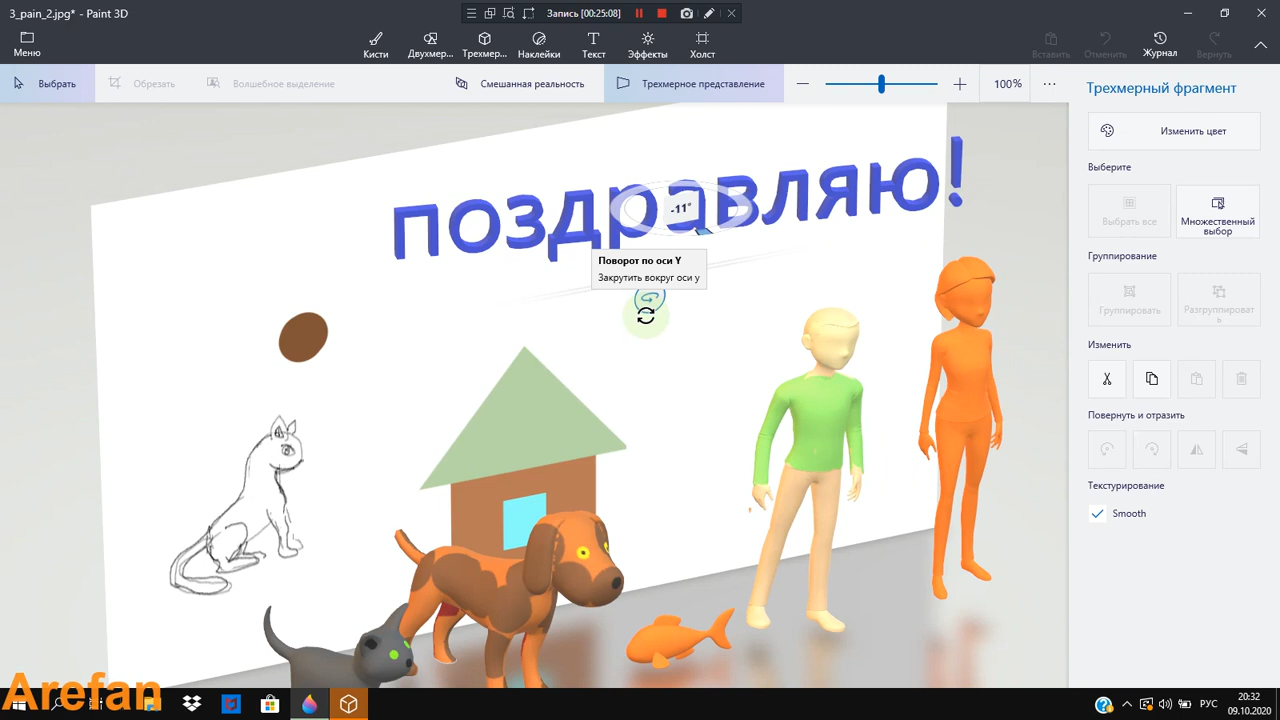 3_pain_2.jpg* - Paint 3D
Запись [00:25:08]
Меню
Кисти
Двухмер...
Трехмер...
Наклейки
Текст
Эффекты
Холст
Вставить
Отменить
Журнал
Вернуть
Выбрать
Обрезать
Волшебное выделение
Смешанная реальность
Трехмерное представление
100%
Трехмерный фрагмент
Изменить цвет
Выберите
Выбрать все
Множественный
выбор
Группирование
Группировать
Разгруппироват
ь
Изменить
Повернуть и отразить
Текстурирование
Smooth
поздравляю!
-11°
Поворот по оси Y
Закрутить вокруг оси y
Arefan
РУС
20:32
09.10.2020